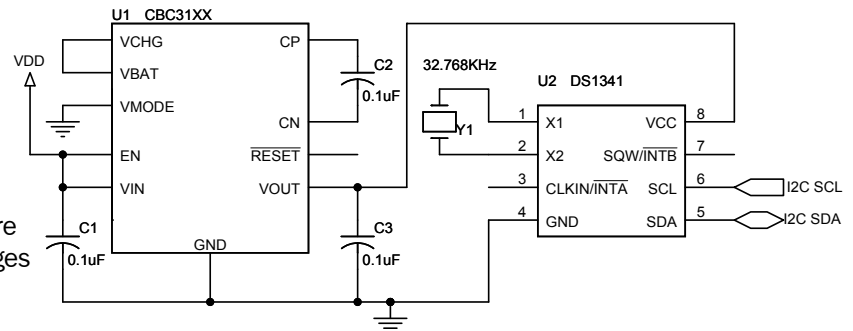 U1 CBC31XX
VCHG
CP
VDD
VBAT
C2
0.1uF
32.768KHz
U2 DS1341
VMODE
CN
Y1
1
X1
VCC
8
EN
RESET
2
X2
SQW/INTB
7
VIN
VOUT
3
CLKIN/INTA
SCL
6
I2C SCL
re
ges
C1
0.1uF
GND
C3
0.1uF
4
GND
SDA
5
I2C SDA